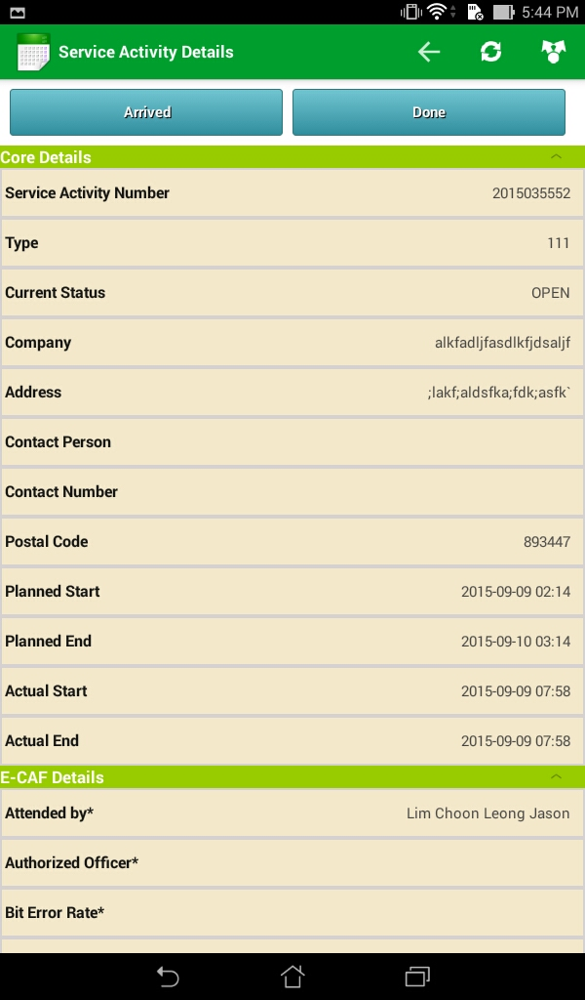 5:44 PM
Service Activity Details
Arrived Done
Core Details
Service Activity Number 2015035552
Type 111
Current Status OPEN
Company alkfadljfasdlkfjdsaljf
Address ;lakf;aldsfka;fdk;asfk`
Contact Person
Contact Number
Postal Code 893447
Planned Start 2015-09-09 02:14
Planned End 2015-09-10 03:14
Actual Start 2015-09-09 07:58
Actual End 2015-09-09 07:58
E-CAF Details
Attended by* Lim Choon Leong Jason
Authorized Officer*
Bit Error Rate*